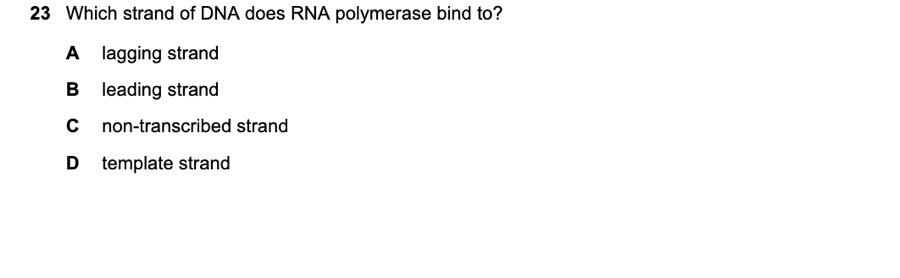 23 Which strand of DNA does RNA polymerase bind to?
A lagging strand
B leading strand
C non-transcribed strand
D template strand